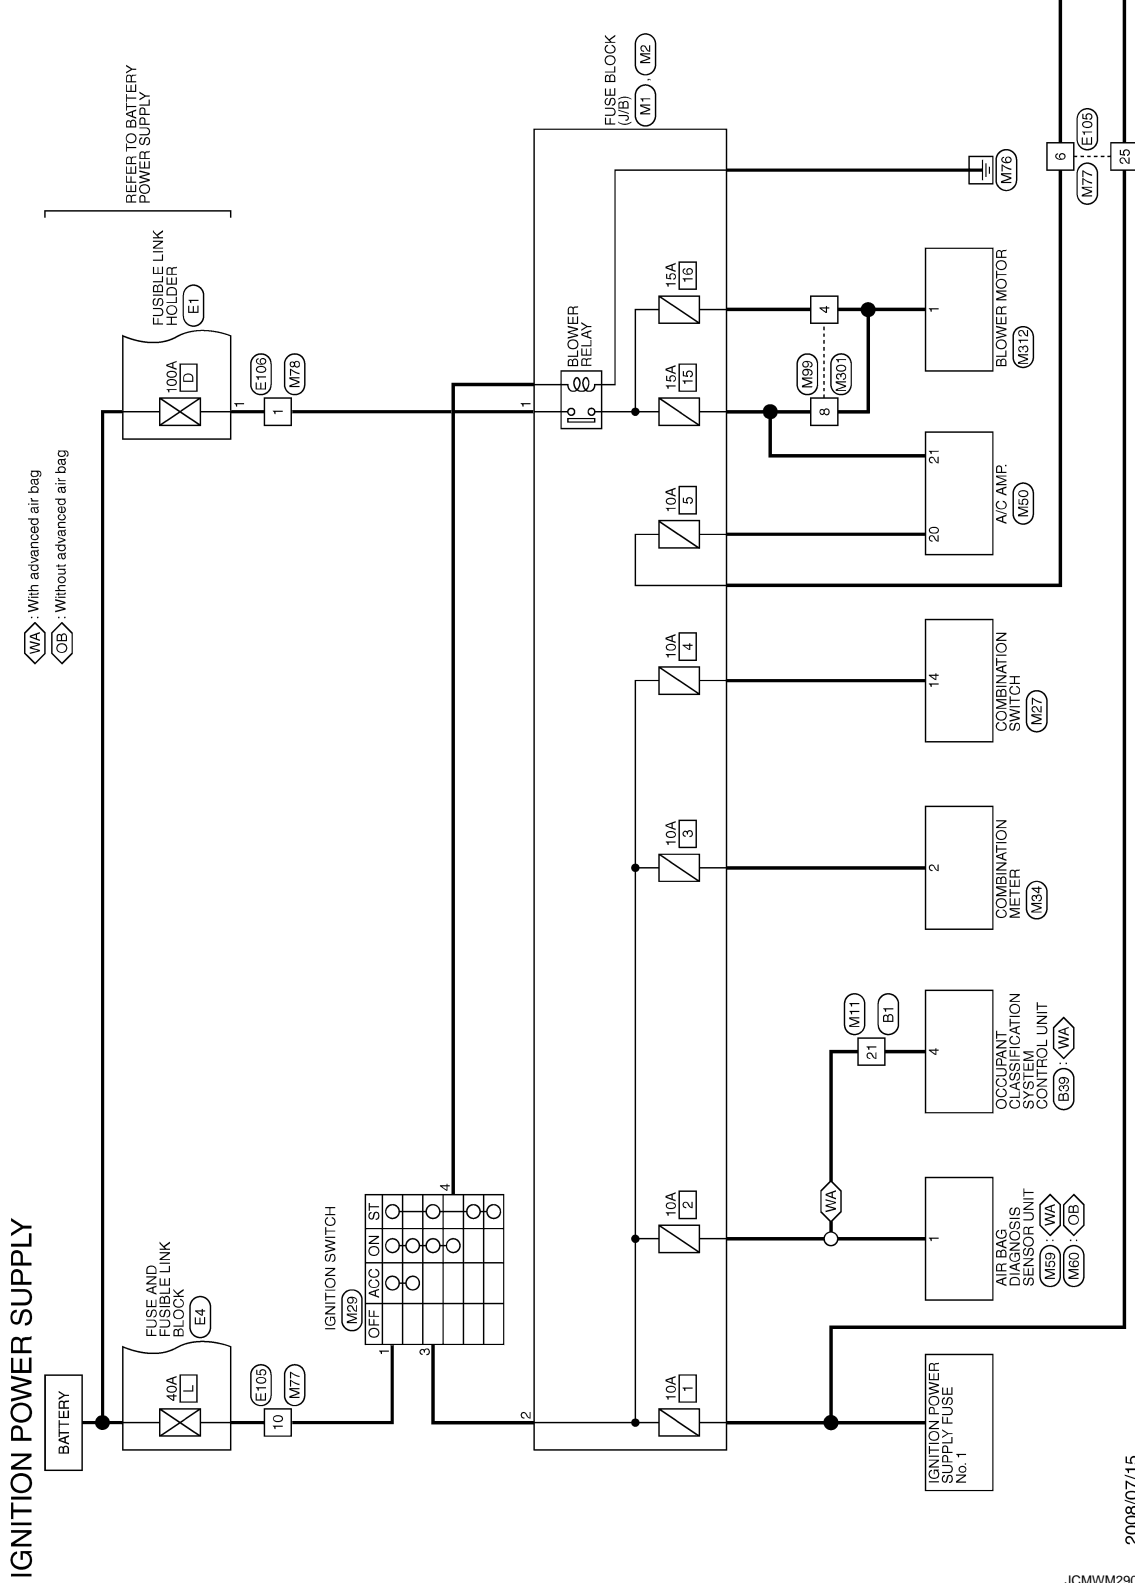 IGNITION POWER SUPPLY
WA : With advanced air bag
OB : Without advanced air bag
BATTERY
REFER TO BATTERY
POWER SUPPLY
FUSE AND
FUSIBLE LINK
BLOCK
E4
40A
L
FUSIBLE LINK
HOLDER
E1
100A
D
1
E105
10
M77
E106
1
M78
IGNITION SWITCH
M29
OFF
ACC
ON
ST
1
3
4
FUSE BLOCK
(J/B)
M1 , M2
2
1
BLOWER
RELAY
10A
1
10A
2
10A
3
10A
4
10A
5
15A
15
15A
16
WA
M11
21
B1
M99
8
4
M301
M76
E105
6
M77
25
IGNITION POWER
SUPPLY FUSE
No. 1
1
AIR BAG
DIAGNOSIS
SENSOR UNIT
M59 : WA
M60 : OB
4
OCCUPANT
CLASSIFICATION
SYSTEM
CONTROL UNIT
B39 : WA
2
COMBINATION
METER
M34
14
COMBINATION
SWITCH
M27
20
21
A/C AMP.
M50
1
BLOWER MOTOR
M312
2008/07/15
JCMWM290